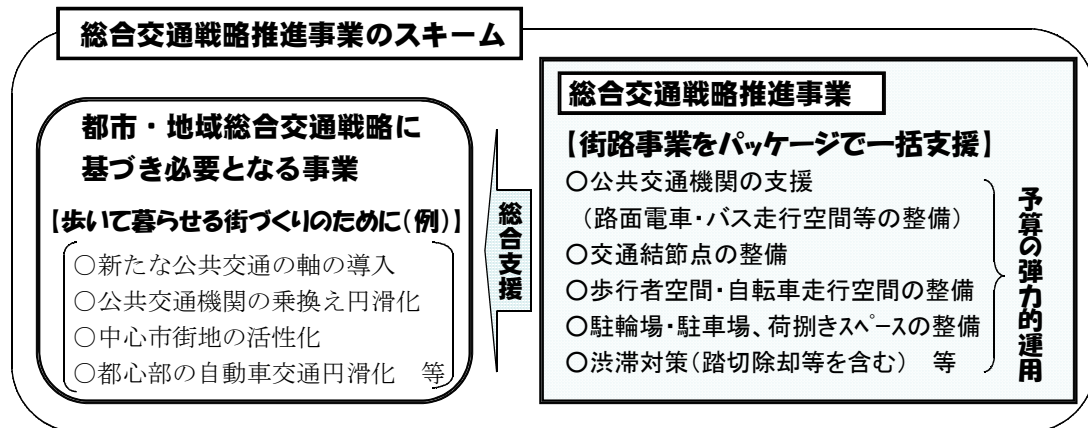 総合交通戦略推進事業のスキーム
都市・地域総合交通戦略に
基づき必要となる事業
【歩いて暮らせる街づくりのために(例)】
○新たな公共交通の軸の導入
○公共交通機関の乗換え円滑化
○中心市街地の活性化
○都心部の自動車交通円滑化　等
総合支援
総合交通戦略推進事業
【街路事業をパッケージで一括支援】
○公共交通機関の支援
（路面電車・バス走行空間等の整備）
○交通結節点の整備
○歩行者空間・自転車走行空間の整備
○駐輪場・駐車場、荷捌きｽﾍﾟｰｽの整備
○渋滞対策（踏切除却等を含む）　等
予算の弾力的運用